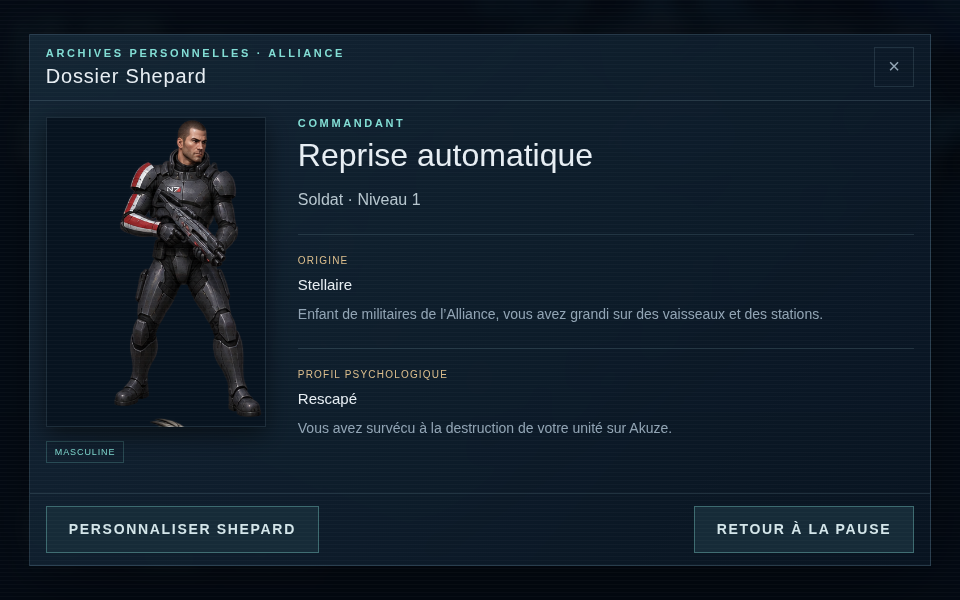 ARCHIVES PERSONNELLES · ALLIANCE
Dossier Shepard
×
N7
MASCULINE
COMMANDANT
Reprise automatique
Soldat · Niveau 1
ORIGINE
Stellaire
Enfant de militaires de l’Alliance, vous avez grandi sur des vaisseaux et des stations.
PROFIL PSYCHOLOGIQUE
Rescapé
Vous avez survécu à la destruction de votre unité sur Akuze.
PERSONNALISER SHEPARD
RETOUR À LA PAUSE